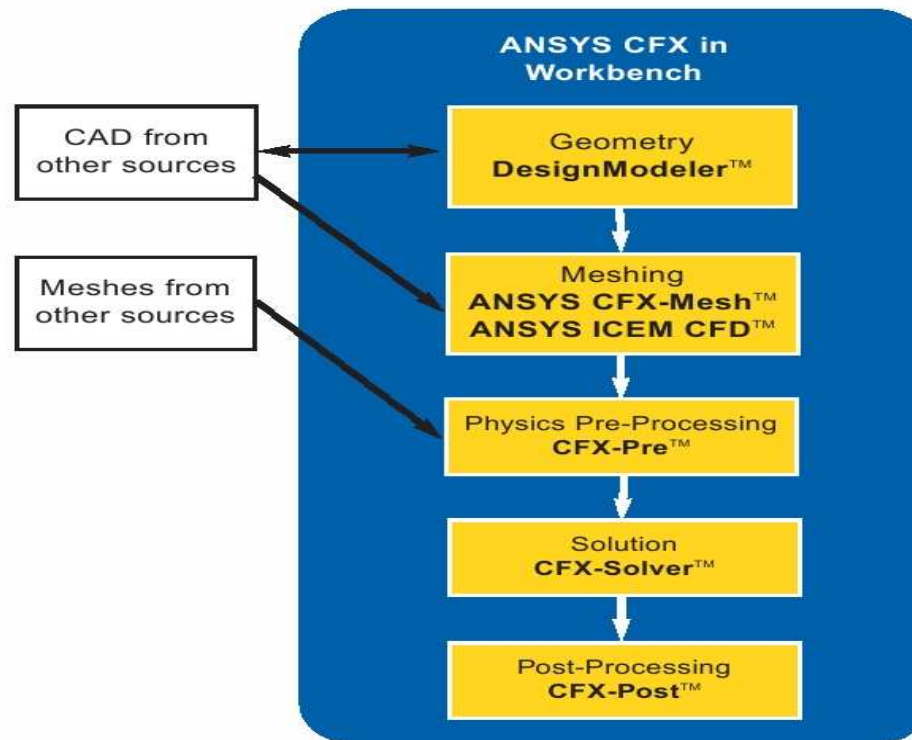 ANSYS CFX in
Workbench
CAD from
other sources
Geometry
DesignModeler™
Meshes from
other sources
Meshing
ANSYS CFX-Mesh™
ANSYS ICEM CFD™
Physics Pre-Processing
CFX-Pre™
Solution
CFX-Solver™
Post-Processing
CFX-Post™